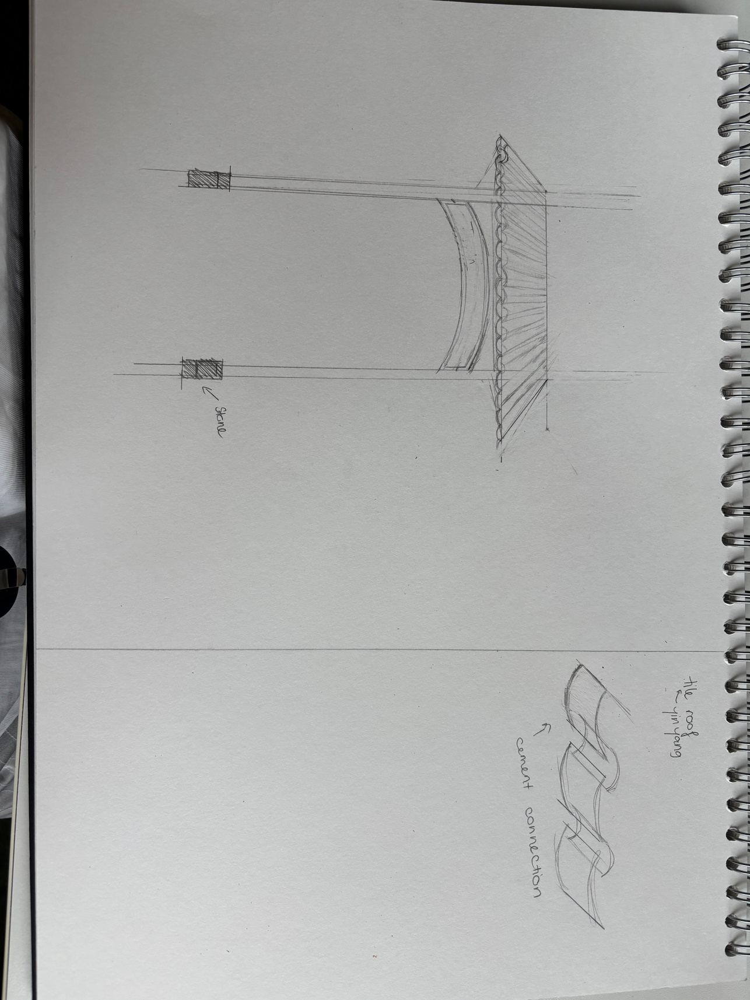 tile roof
yin yang
cement connection
stone